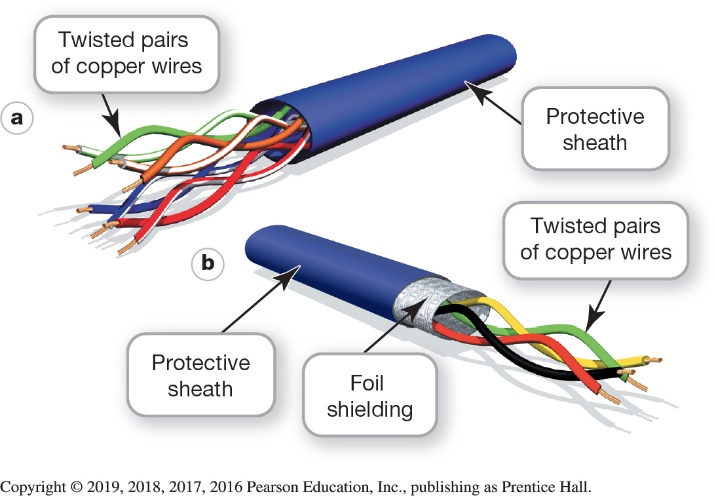 Twisted pairs
of copper wires
a
Protective
sheath
Twisted pairs
of copper wires
b
Protective
sheath
Foil
shielding
Copyright © 2019, 2018, 2017, 2016 Pearson Education, Inc., publishing as Prentice Hall.